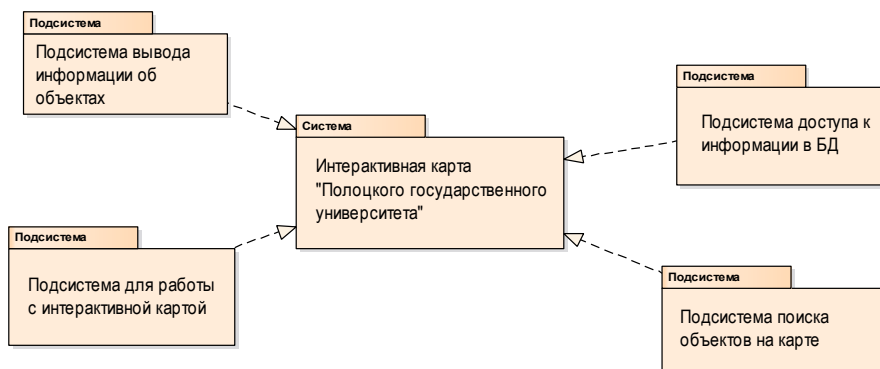 Подсистема
Подсистема вывода
информации об
объектах
Подсистема
Подсистема доступа к
информации в БД
Система
Интерактивная карта
"Полоцкого государственного
университета"
Подсистема
Подсистема для работы
с интерактивной картой
Подсистема
Подсистема поиска
объектов на карте